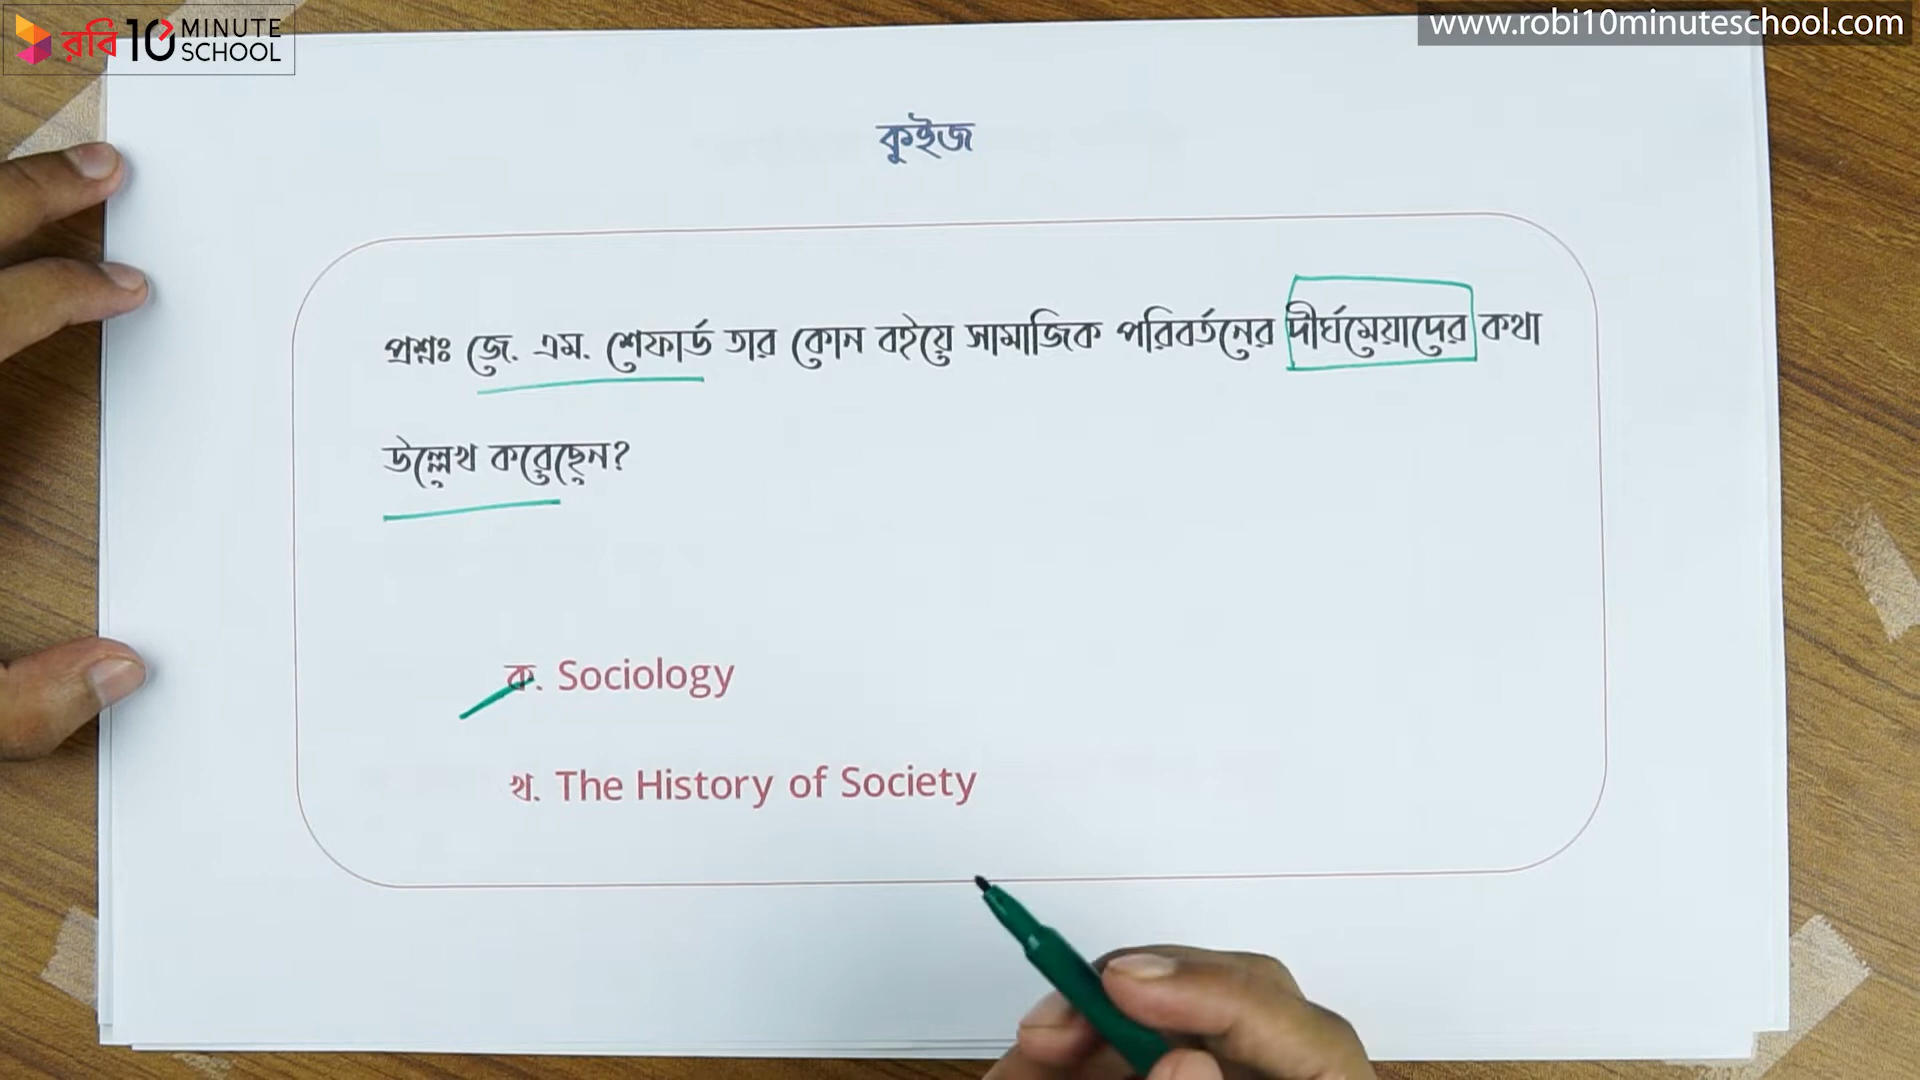 রবি 10 MINUTE SCHOOL
www.robi10minuteschool.com
কুইজ
প্রশ্নঃ জে. এম. শেফার্ড তার কোন বইয়ে সামাজিক পরিবর্তনের দীর্ঘমেয়াদের কথা
উল্লেখ করেছেন?
ক. Sociology
খ. The History of Society